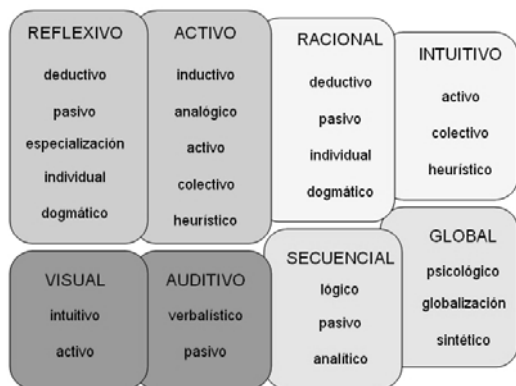 REFLEXIVO
deductivo
pasivo
especialización
individual
dogmático
ACTIVO
inductivo
analógico
activo
colectivo
heurístico
RACIONAL
deductivo
pasivo
individual
dogmático
INTUITIVO
activo
colectivo
heurístico
VISUAL
intuitivo
activo
AUDITIVO
verbalístico
pasivo
SECUENCIAL
lógico
pasivo
analítico
GLOBAL
psicológico
globalización
sintético